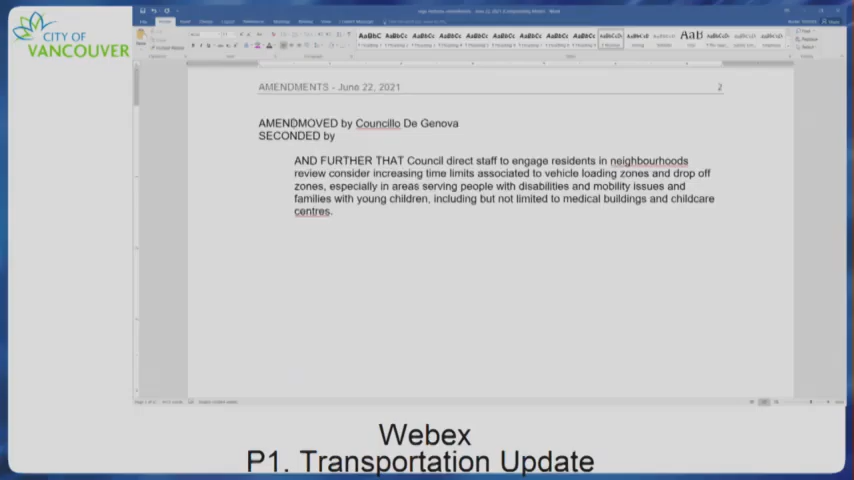 CITY OF
VANCOUVER
AMENDMENTS - June 22, 2021 2
AMENDMOVED by Councillo De Genova
SECONDED by
AND FURTHER THAT Council direct staff to engage residents in neighbourhoods
review consider increasing time limits associated to vehicle loading zones and drop off
zones, especially in areas serving people with disabilities and mobility issues and
families with young children, including but not limited to medical buildings and childcare
centres.
Webex
P1. Transportation Update